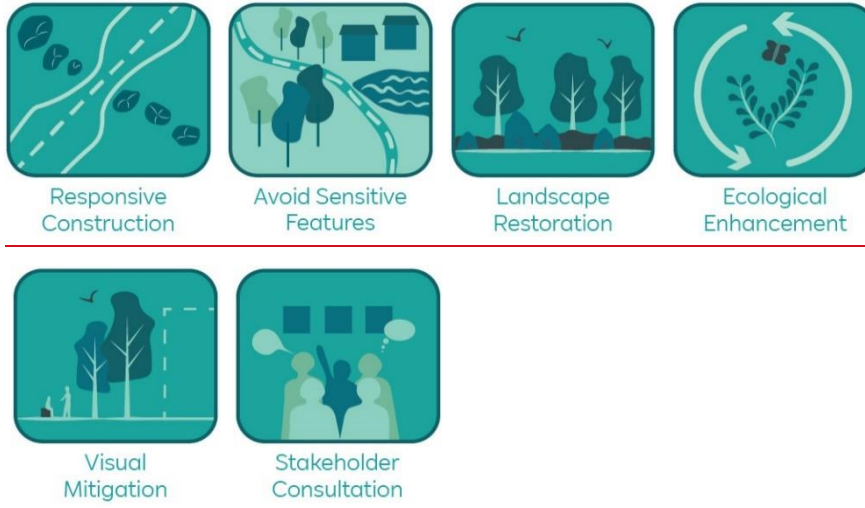 Responsive
Construction
Avoid Sensitive
Features
Landscape
Restoration
Ecological
Enhancement
Visual
Mitigation
Stakeholder
Consultation